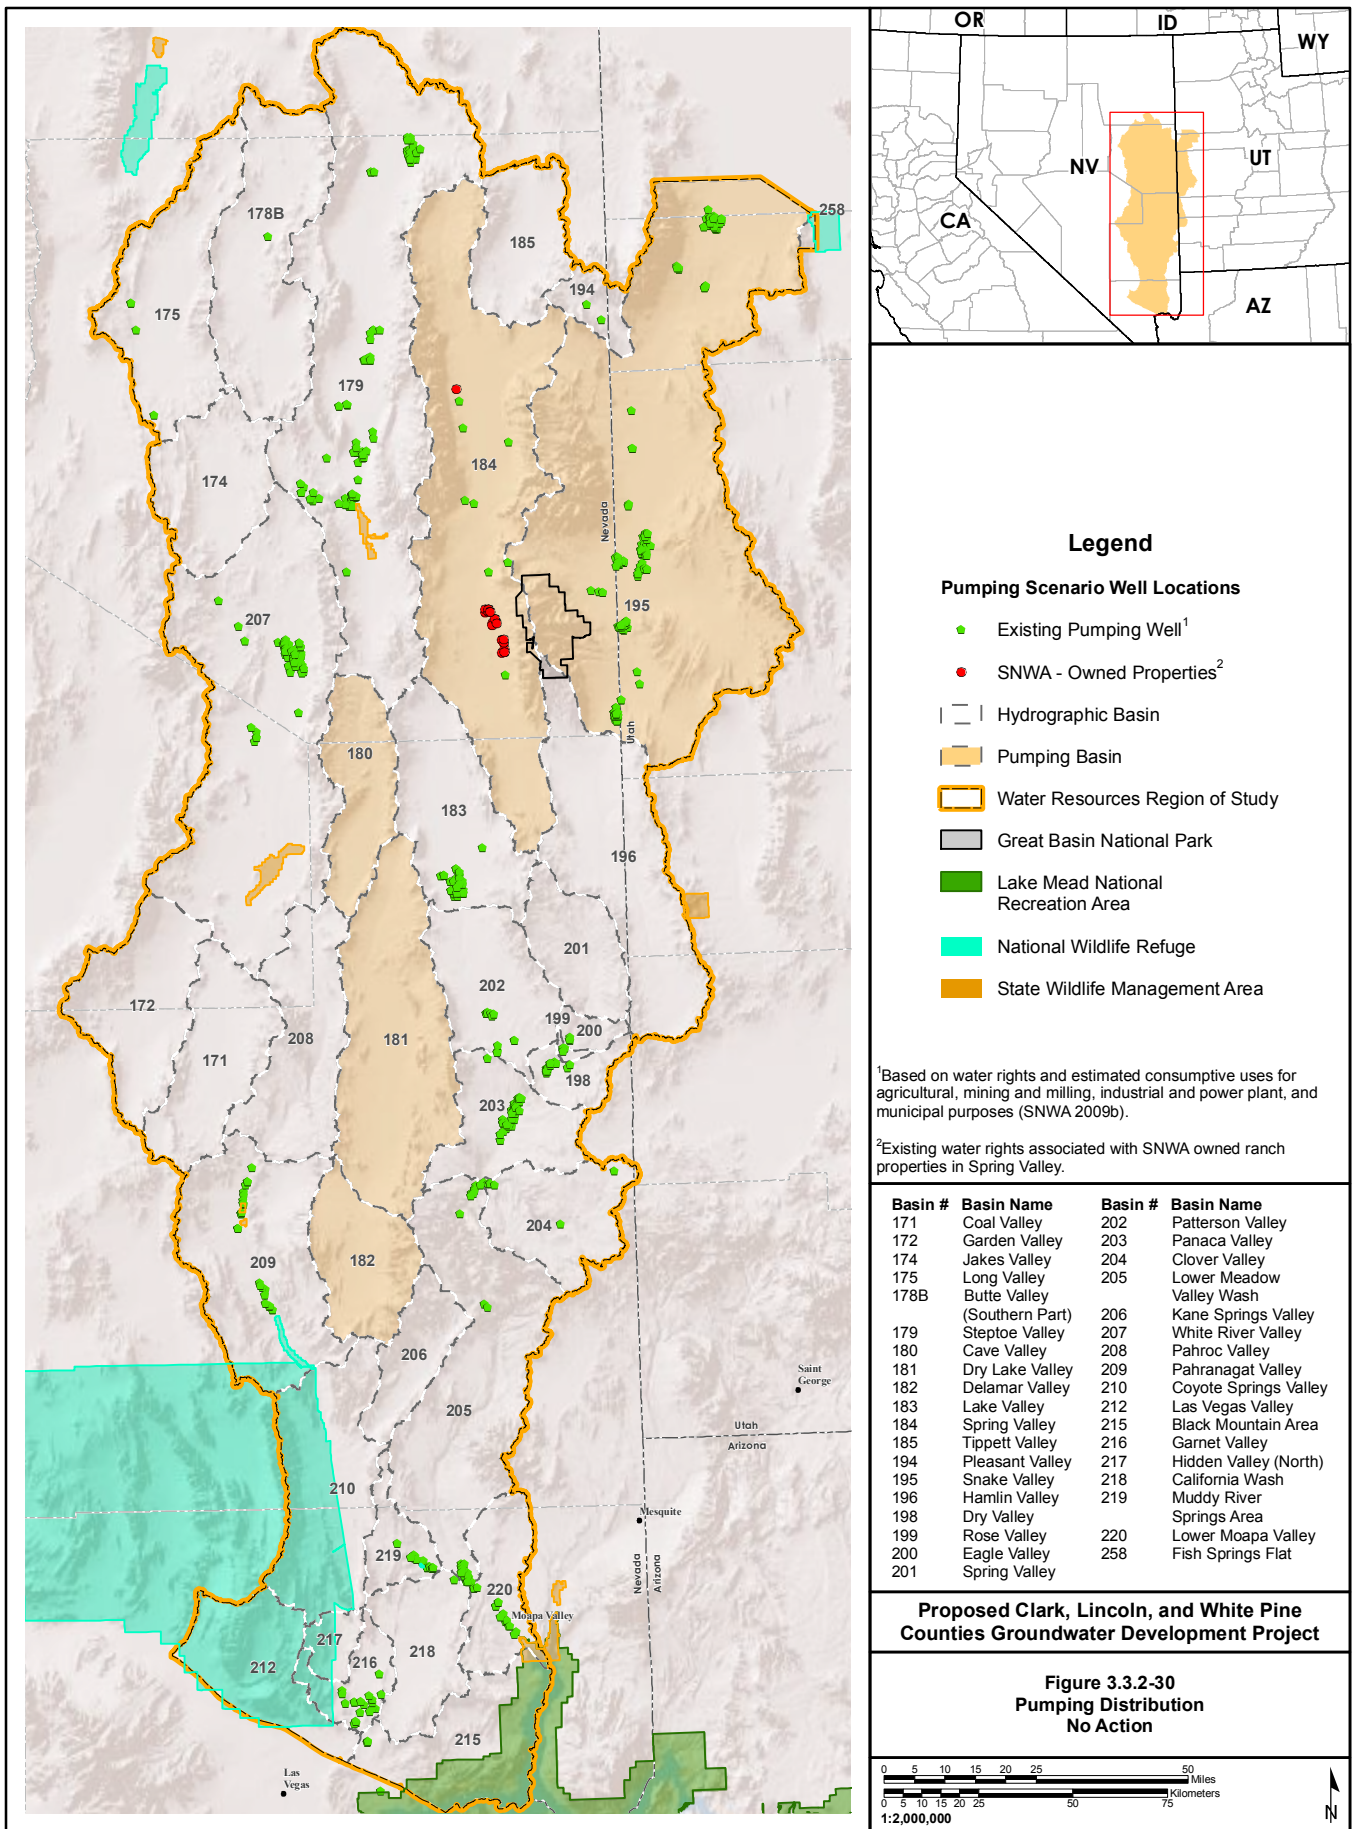 178B
185
258
194
175
179
174
184
Nevada
195
207
Utah
180
183
196
201
202
172
199
200
208
181
171
198
203
204
182
209
206
Saint
George
205
Utah
Arizona
210
Mesquite
219
Nevada
Arizona
220
Moapa Valley
217
218
216
212
215
Las
Vegas
OR
ID
WY
NV
UT
CA
AZ
Legend
Pumping Scenario Well Locations
Existing Pumping Well1
SNWA - Owned Properties2
Hydrographic Basin
Pumping Basin
Water Resources Region of Study
Great Basin National Park
Lake Mead National
Recreation Area
National Wildlife Refuge
State Wildlife Management Area
1Based on water rights and estimated consumptive uses for
agricultural, mining and milling, industrial and power plant, and
municipal purposes (SNWA 2009b).
2Existing water rights associated with SNWA owned ranch
properties in Spring Valley.
Basin # Basin Name Basin # Basin Name
171 Coal Valley 202 Patterson Valley
172 Garden Valley 203 Panaca Valley
174 Jakes Valley 204 Clover Valley
175 Long Valley 205 Lower Meadow
178B Butte Valley Valley Wash
(Southern Part) 206 Kane Springs Valley
179 Steptoe Valley 207 White River Valley
180 Cave Valley 208 Pahroc Valley
181 Dry Lake Valley 209 Pahranagat Valley
182 Delamar Valley 210 Coyote Springs Valley
183 Lake Valley 212 Las Vegas Valley
184 Spring Valley 215 Black Mountain Area
185 Tippett Valley 216 Garnet Valley
194 Pleasant Valley 217 Hidden Valley (North)
195 Snake Valley 218 California Wash
196 Hamlin Valley 219 Muddy River
198 Dry Valley Springs Area
199 Rose Valley 220 Lower Moapa Valley
200 Eagle Valley 258 Fish Springs Flat
201 Spring Valley
Proposed Clark, Lincoln, and White Pine
Counties Groundwater Development Project
Figure 3.3.2-30
Pumping Distribution
No Action
0 5 10 15 20 25 50
Miles
Kilometers
0 5 10 15 20 25 50 75
1:2,000,000
N